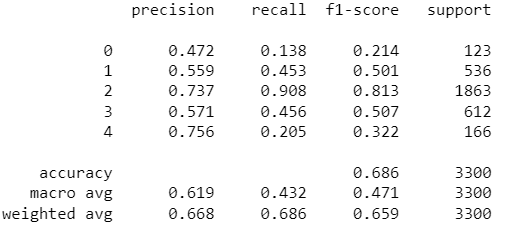 precision recall f1-score support
0 0.472 0.138 0.214 123
1 0.559 0.453 0.501 536
2 0.737 0.908 0.813 1863
3 0.571 0.456 0.507 612
4 0.756 0.205 0.322 166
accuracy 0.686 3300
macro avg 0.619 0.432 0.471 3300
weighted avg 0.668 0.686 0.659 3300